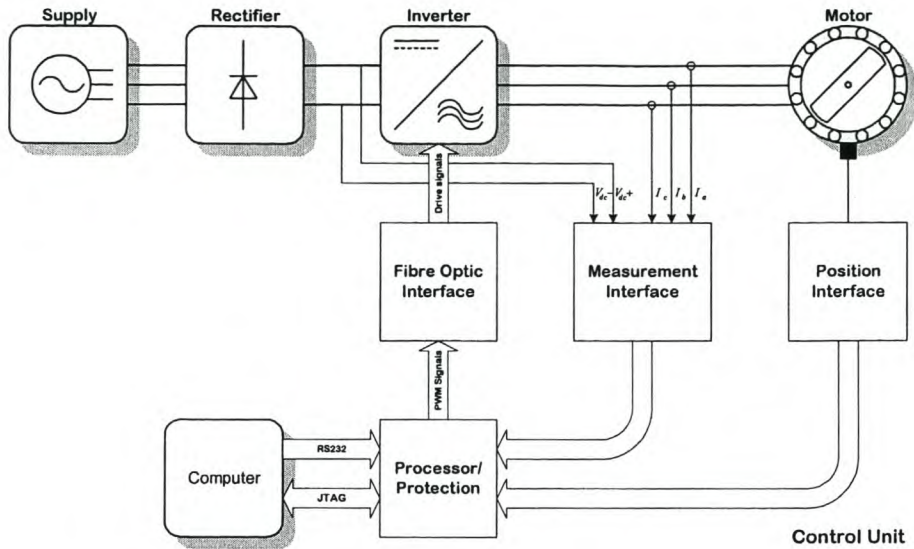 Supply
Rectifier
Inverter
Motor
Drive signals
V_dc-
V_dc+
I_c
I_b
I_a
Fibre Optic
Interface
Measurement
Interface
Position
Interface
PWM Signals
Computer
RS232
JTAG
Processor/
Protection
Control Unit